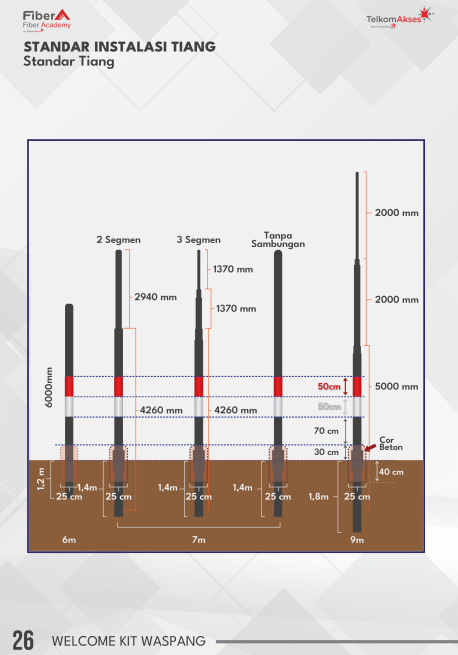 Fiber
Fiber Academy
TelkomAkses
STANDAR INSTALASI TIANG
Standar Tiang
2000 mm
2 Segmen
3 Segmen
Tanpa
Sambungan
1370 mm
2940 mm
1370 mm
2000 mm
6000mm
50cm
5000 mm
4260 mm
4260 mm
50cm
70 cm
Cor
Beton
30 cm
1,2 m
40 cm
1,4m
1,4m
1,4m
1,8m
25 cm
25 cm
25 cm
25 cm
25 cm
6m
7m
9m
26 WELCOME KIT WASPANG